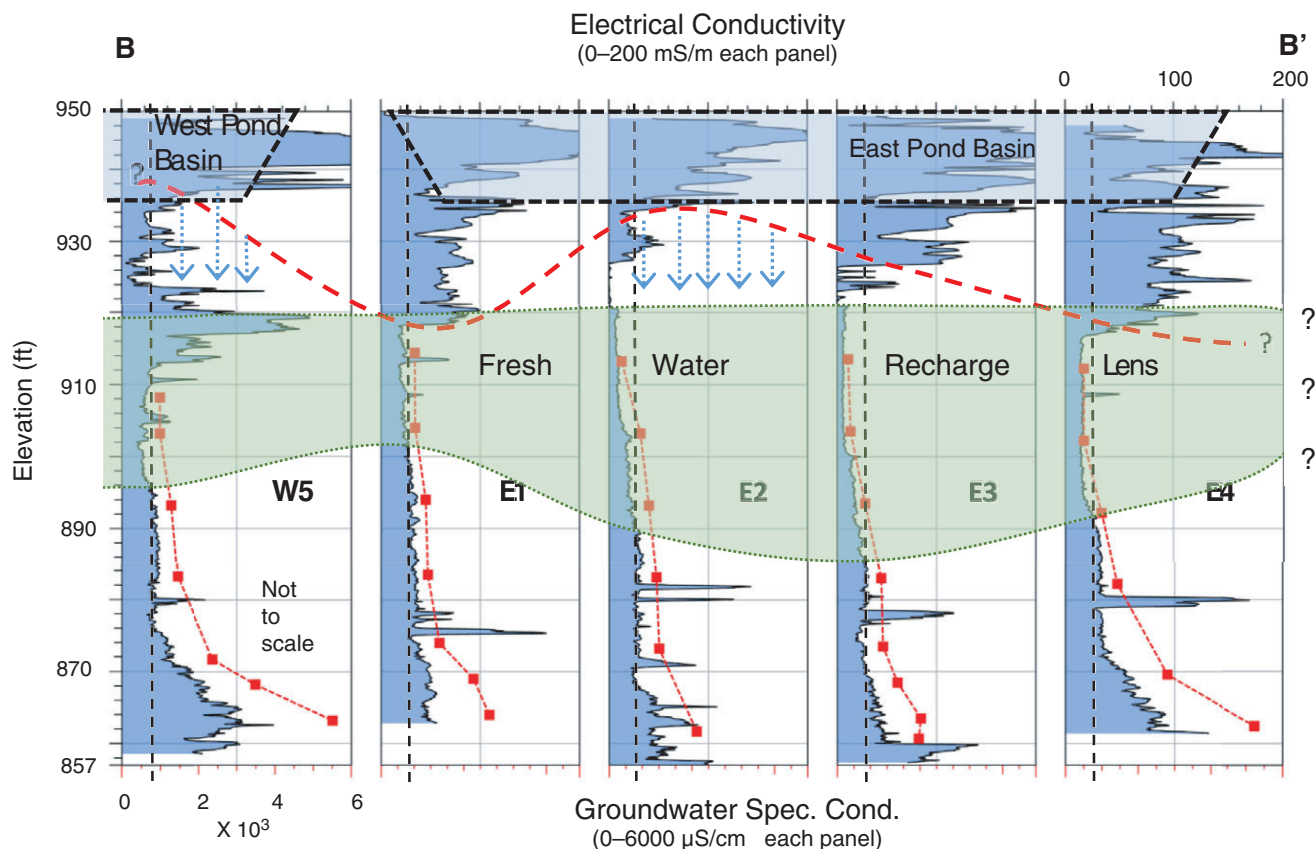 Electrical Conductivity
(0–200 mS/m each panel)
B
B’
0 100 200
950
West Pond
Basin
East Pond Basin
?
930
Elevation (ft)
?
?
910
Fresh Water Recharge Lens
?
?
W5 E1 E2 E3 E4
890
Not
to
scale
870
857
0 2 4 6
X 10³
Groundwater Spec. Cond.
(0–6000 µS/cm each panel)